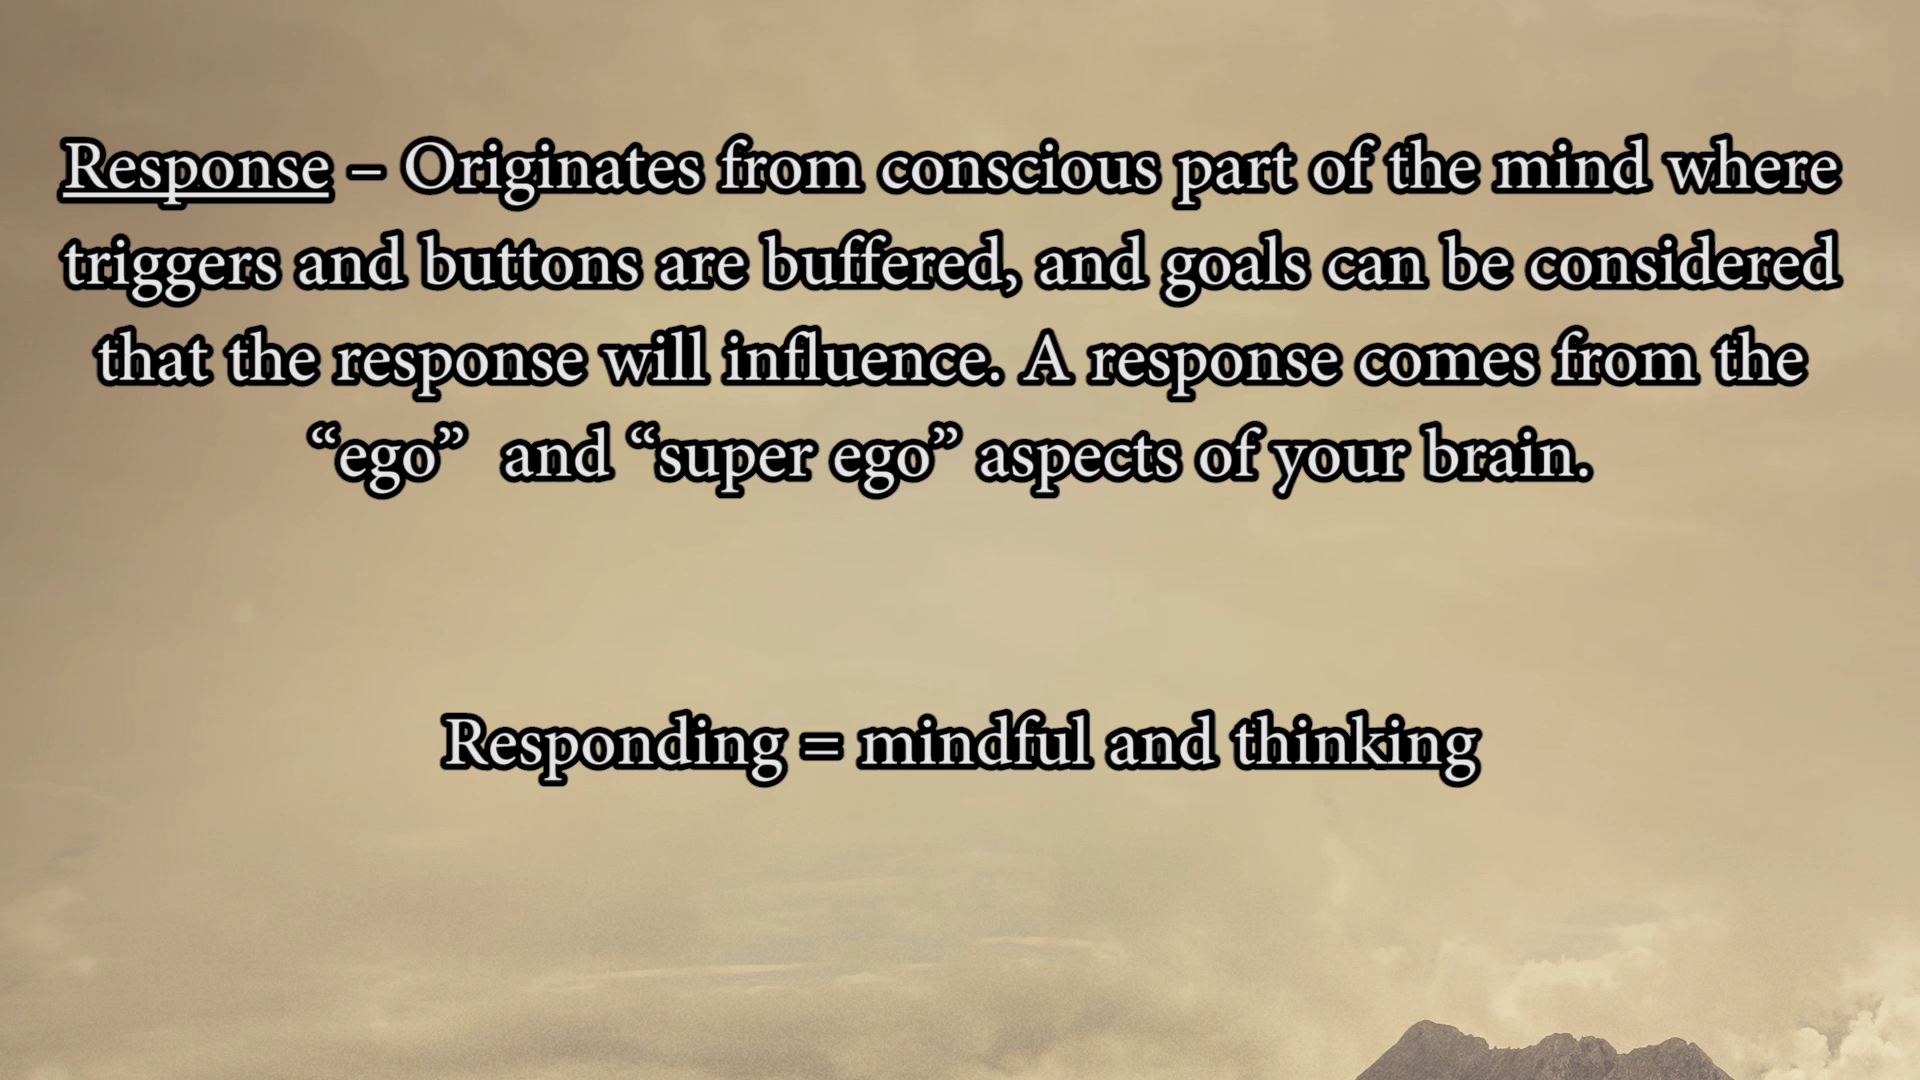 Response – Originates from conscious part of the mind where
triggers and buttons are buffered, and goals can be considered
that the response will influence. A response comes from the
“ego”  and “super ego” aspects of your brain.
Responding = mindful and thinking